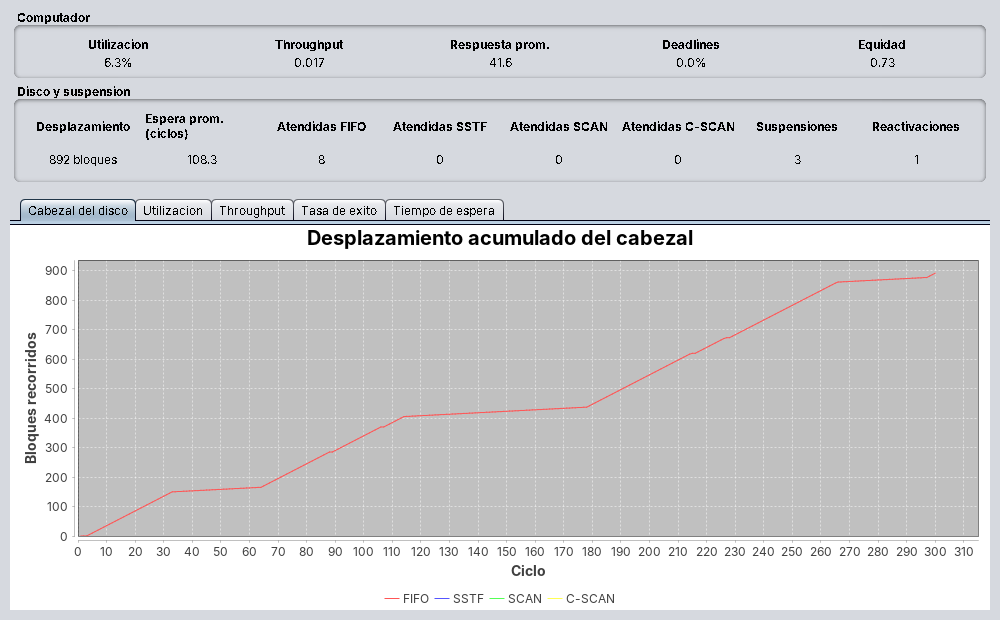 Computador
Utilizacion Throughput Respuesta prom. Deadlines Equidad
6.3% 0.017 41.6 0.0% 0.73
Disco y suspension
Desplazamiento Espera prom. (ciclos) Atendidas FIFO Atendidas SSTF Atendidas SCAN Atendidas C-SCAN Suspensiones Reactivaciones
892 bloques 108.3 8 0 0 0 3 1
Cabezal del disco Utilizacion Throughput Tasa de exito Tiempo de espera
Desplazamiento acumulado del cabezal
Bloques recorridos
900
800
700
600
500
400
300
200
100
0
0 10 20 30 40 50 60 70 80 90 100 110 120 130 140 150 160 170 180 190 200 210 220 230 240 250 260 270 280 290 300 310
Ciclo
FIFO SSTF SCAN C-SCAN